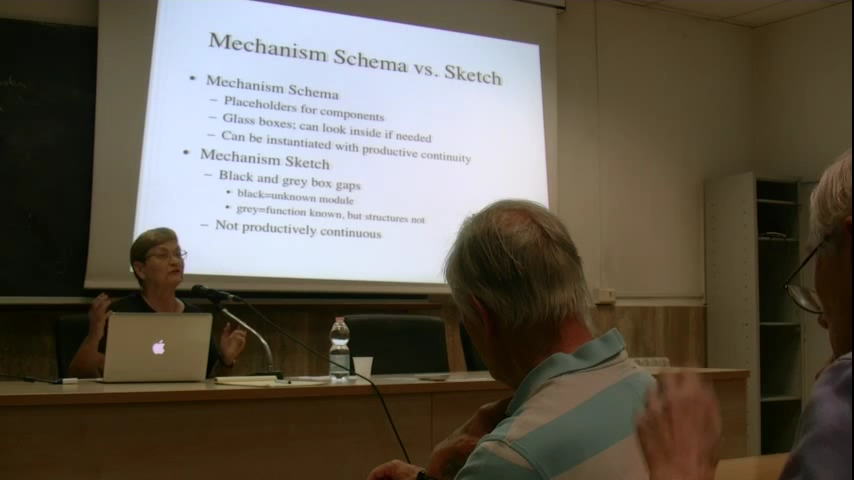 Mechanism Schema vs. Sketch
• Mechanism Schema
– Placeholders for components
– Glass boxes; can look inside if needed
– Can be instantiated with productive continuity
• Mechanism Sketch
– Black and grey box gaps
• black=unknown module
• grey=function known, but structures not
– Not productively continuous